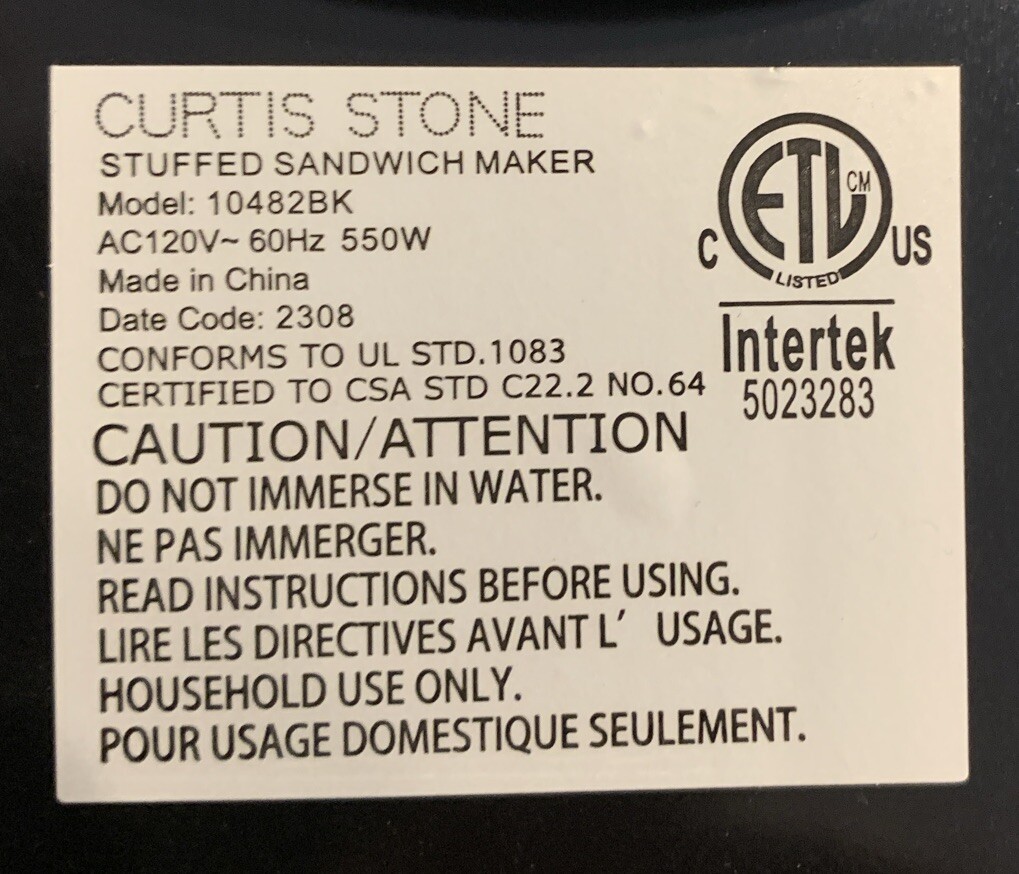 CURTIS STONE
STUFFED SANDWICH MAKER
Model: 10482BK
AC120V~ 60Hz 550W
Made in China
Date Code: 2308
CONFORMS TO UL STD.1083
CERTIFIED TO CSA STD C22.2 NO.64
CAUTION/ATTENTION
DO NOT IMMERSE IN WATER.
NE PAS IMMERGER.
READ INSTRUCTIONS BEFORE USING.
LIRE LES DIRECTIVES AVANT L' USAGE.
HOUSEHOLD USE ONLY.
POUR USAGE DOMESTIQUE SEULEMENT.
ETL CM
C US
LISTED
Intertek
5023283